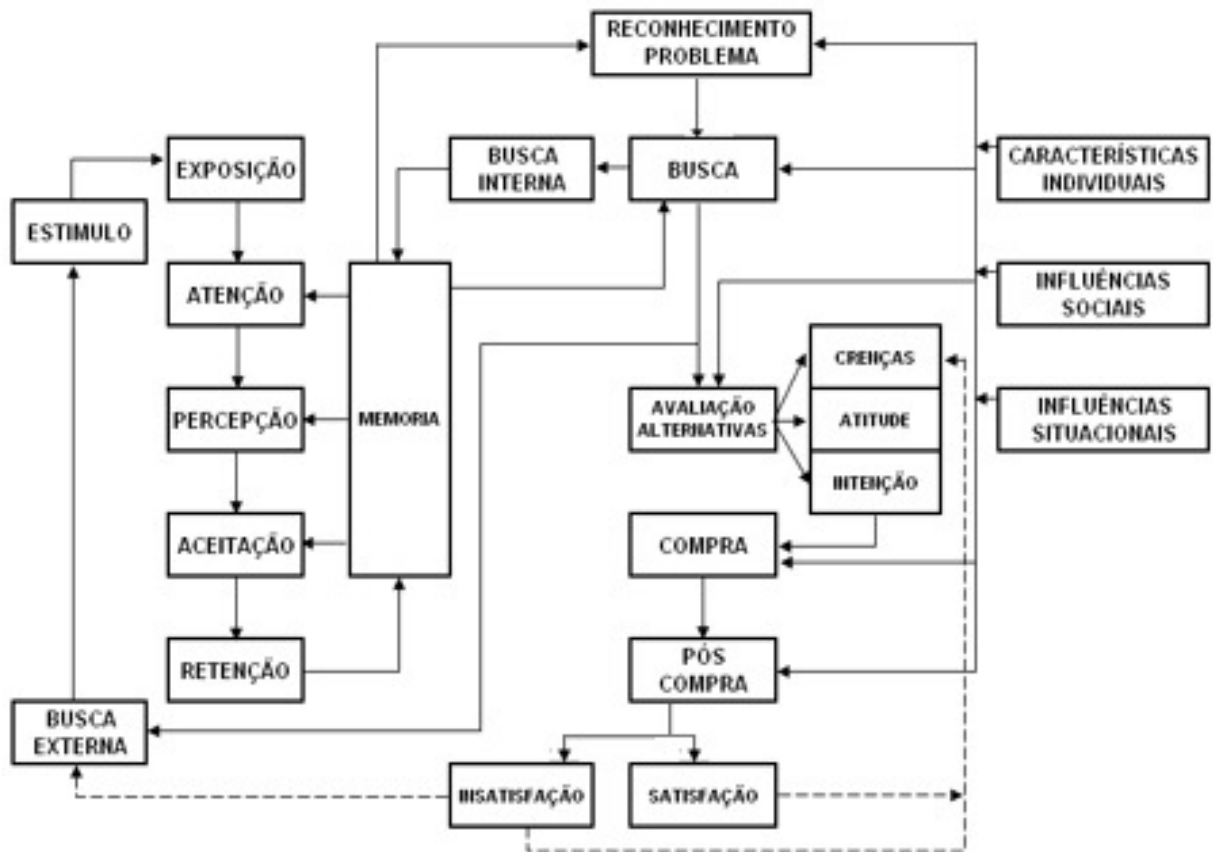 RECONHECIMENTO
PROBLEMA
EXPOSIÇÃO
BUSCA
INTERNA
BUSCA
CARACTERÍSTICAS
INDIVIDUAIS
ESTIMULO
ATENÇÃO
INFLUÊNCIAS
SOCIAIS
CRENÇAS
PERCEPÇÃO
MEMORIA
AVALIAÇÃO
ALTERNATIVAS
ATITUDE
INFLUÊNCIAS
SITUACIONAIS
INTENÇÃO
ACEITAÇÃO
COMPRA
RETENÇÃO
PÓS
COMPRA
BUSCA
EXTERNA
INSATISFAÇÃO
SATISFAÇÃO